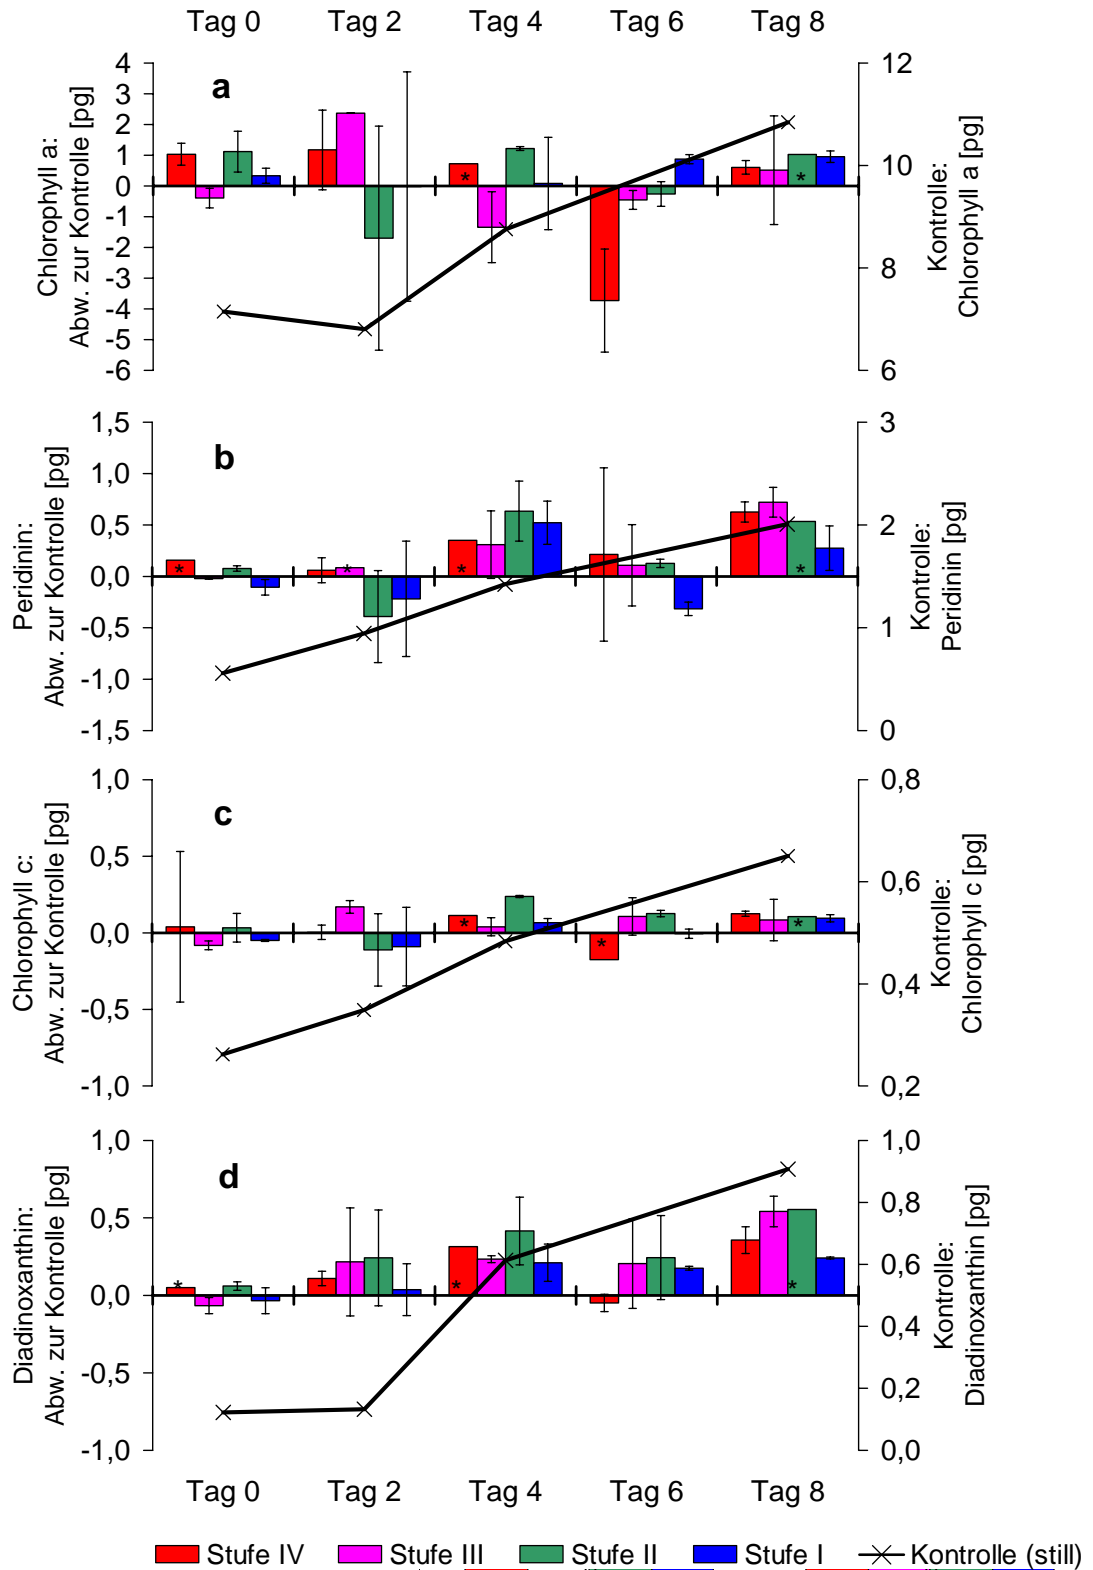 Tag 0 Tag 2 Tag 4 Tag 6 Tag 8
a
Chlorophyll a:
Abw. zur Kontrolle [pg]
4
3
2
1
0
-1
-2
-3
-4
-5
-6
12
10
8
6
Kontrolle:
Chlorophyll a [pg]
* * *
b
Peridinin:
Abw. zur Kontrolle [pg]
1,5
1,0
0,5
0,0
-0,5
-1,0
-1,5
3
2
1
0
Kontrolle:
Peridinin [pg]
* * * *
c
Chlorophyll c:
Abw. zur Kontrolle [pg]
1,0
0,5
0,0
-0,5
-1,0
0,8
0,6
0,4
0,2
Kontrolle:
Chlorophyll c [pg]
* * *
d
Diadinoxanthin:
Abw. zur Kontrolle [pg]
1,0
0,5
0,0
-0,5
-1,0
1,0
0,8
0,6
0,4
0,2
0,0
Kontrolle:
Diadinoxanthin [pg]
* * *
Tag 0 Tag 2 Tag 4 Tag 6 Tag 8
Stufe IV Stufe III Stufe II Stufe I Kontrolle (still)